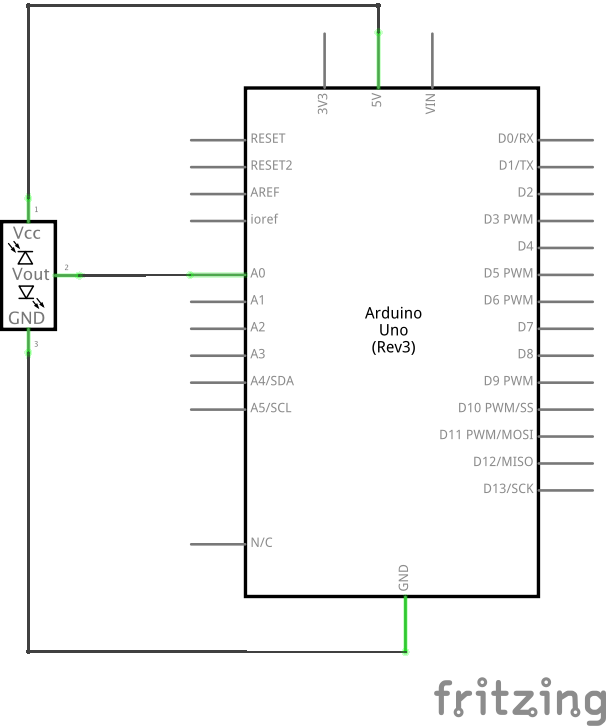 3V3
5V
VIN
RESET
RESET2
AREF
ioref
A0
A1
A2
A3
A4/SDA
A5/SCL
N/C
D0/RX
D1/TX
D2
D3 PWM
D4
D5 PWM
D6 PWM
D7
D8
D9 PWM
D10 PWM/SS
D11 PWM/MOSI
D12/MISO
D13/SCK
Arduino
Uno
(Rev3)
GND
1
Vcc
Vout
2
GND
3
fritzing